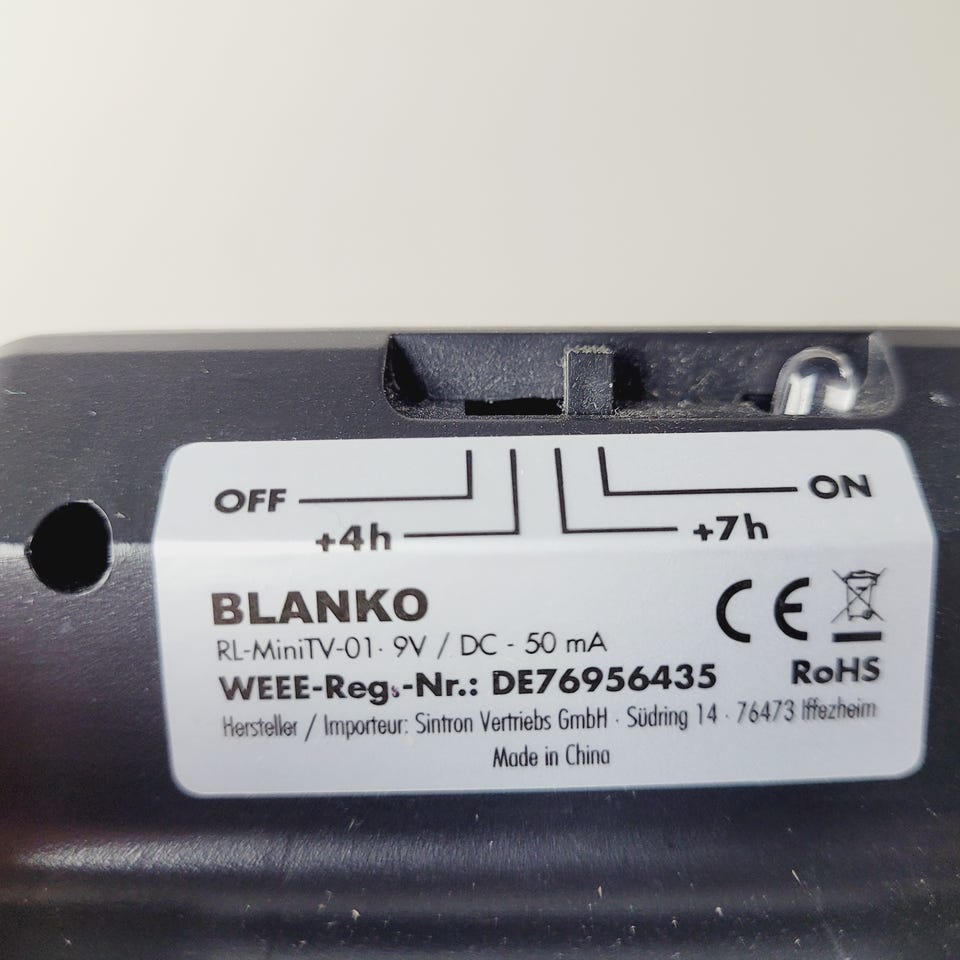 OFF ON
+4h +7h
BLANKO
RL-MiniTV-01· 9V / DC - 50 mA
WEEE-Reg.-Nr.: DE76956435
CE
RoHS
Hersteller / Importeur: Sintron Vertriebs GmbH · Südring 14 · 76473 Iffezheim
Made in China